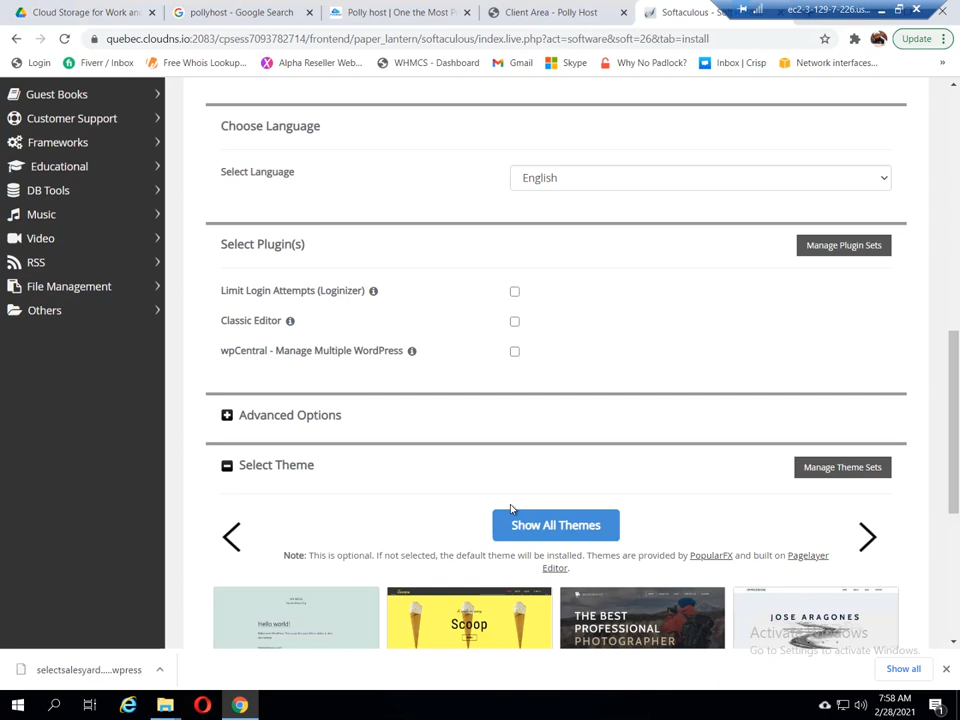 Cloud Storage for Work an
pollyhost - Google Search
Polly host | One the Most P
Client Area - Polly Host
Softaculous - S
ec2-3-129-7-226.us...
quebec.cloudns.io:2083/cpsess7093782714/frontend/paper_lantern/softaculous/index.live.php?act=software&soft=26&tab=install
Update
Login
Fiverr / Inbox
Free Whois Lookup...
Alpha Reseller Web...
WHMCS - Dashboard
Gmail
Skype
Why No Padlock?
Inbox | Crisp
Network interfaces...
»
Guest Books
Customer Support
Frameworks
Educational
DB Tools
Music
Video
RSS
File Management
Others
Choose Language
Select Language
English
Select Plugin(s)
Manage Plugin Sets
Limit Login Attempts (Loginizer)
Classic Editor
wpCentral - Manage Multiple WordPress
Advanced Options
Select Theme
Manage Theme Sets
Show All Themes
Note: This is optional. If not selected, the default theme will be installed. Themes are provided by PopularFX and built on Pagelayer
Editor.
Hello world!
Scoop
THE BEST
PROFESSIONAL
PHOTOGRAPHER
JOSE ARAGONES
Activate Windows
Go to Settings to activate Windows.
selectsalesyard.....wpress
Show all
7:58 AM
2/28/2021
1